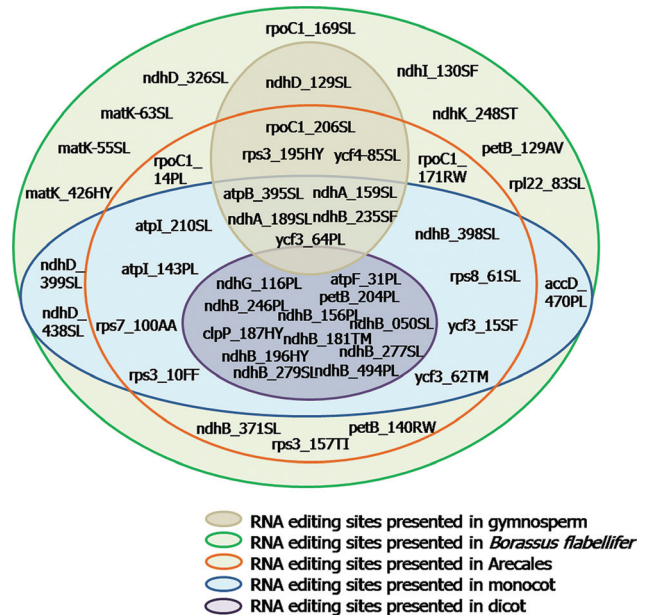 rpoC1_169SL
ndhD_326SL
ndhD_129SL
ndhI_130SF
matK-63SL
ndhK_248ST
rpoC1_206SL
matK-55SL
rps3_195HY
ycf4-85SL
petB_129AV
rpoC1_
14PL
rpoC1_
171RW
matK_426HY
rpl22_83SL
atpB_395SL
ndhA_159SL
atpI_210SL
ndhA_189SL
ndhB_235SF
ycf3_64PL
ndhB_398SL
ndhD_
399SL
atpI_143PL
ndhG_116PL
atpF_31PL
rps8_61SL
accD_
470PL
ndhB_246PL
petB_204PL
ndhD_
438SL
rps7_100AA
ndhB_156PL
ndhB_050SL
ycf3_15SF
clpP_187HY
ndhB_181TM
ndhB_196HY
ndhB_277SL
rps3_10FF
ndhB_279SL
ndhB_494PL
ycf3_62TM
ndhB_371SL
petB_140RW
rps3_157TI
RNA editing sites presented in gymnosperm
RNA editing sites presented in Borassus flabellifer
RNA editing sites presented in Arecales
RNA editing sites presented in monocot
RNA editing sites presented in dicot